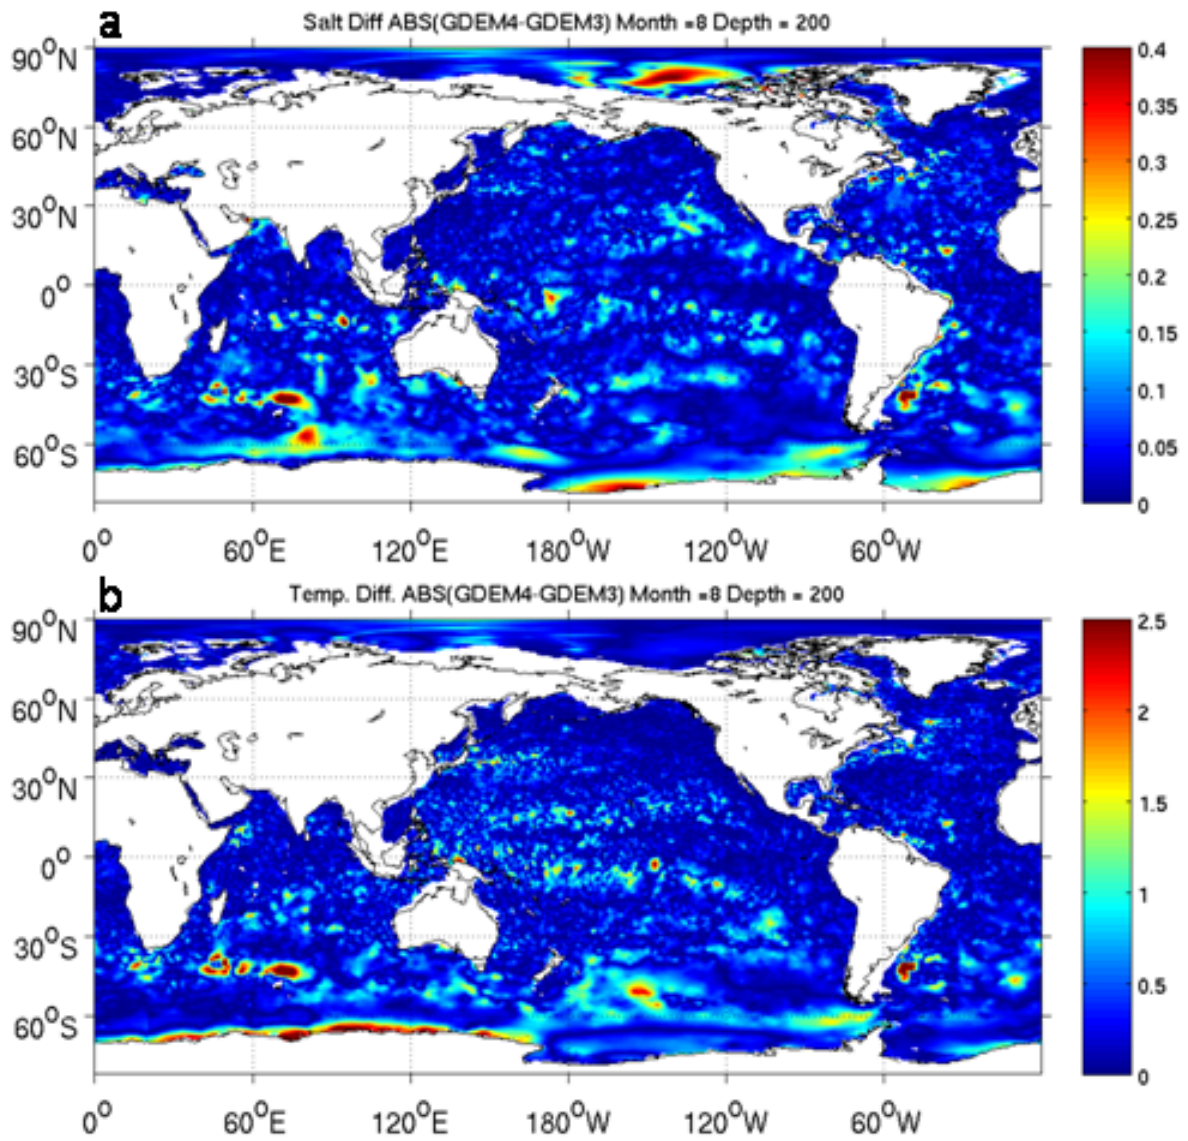 a
Salt Diff ABS(GDEM4-GDEM3) Month =8 Depth = 200
90°N
60°N
30°N
0°
30°S
60°S
0°
60°E
120°E
180°W
120°W
60°W
0.4
0.35
0.3
0.25
0.2
0.15
0.1
0.05
0
b
Temp. Diff. ABS(GDEM4-GDEM3) Month =8 Depth = 200
90°N
60°N
30°N
0°
30°S
60°S
0°
60°E
120°E
180°W
120°W
60°W
2.5
2
1.5
1
0.5
0